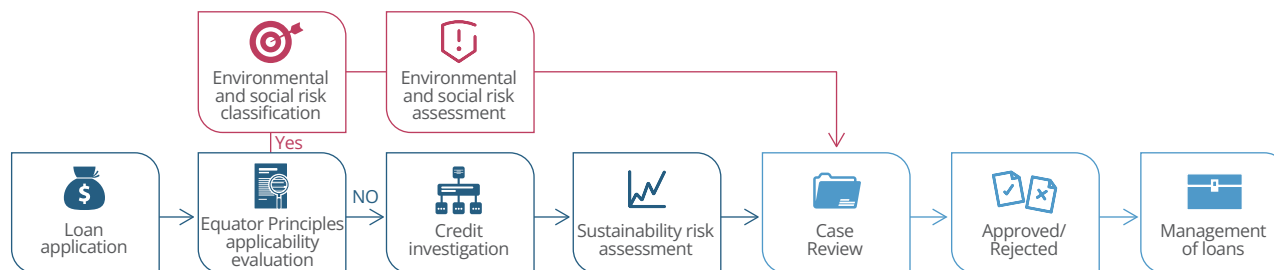 Environmental
and social risk
classification
Environmental
and social risk
assessment
Yes
Loan
application
$
Equator Principles
applicability
evaluation
NO
Credit
investigation
Sustainability risk
assessment
Case
Review
Approved/
Rejected
Management
of loans